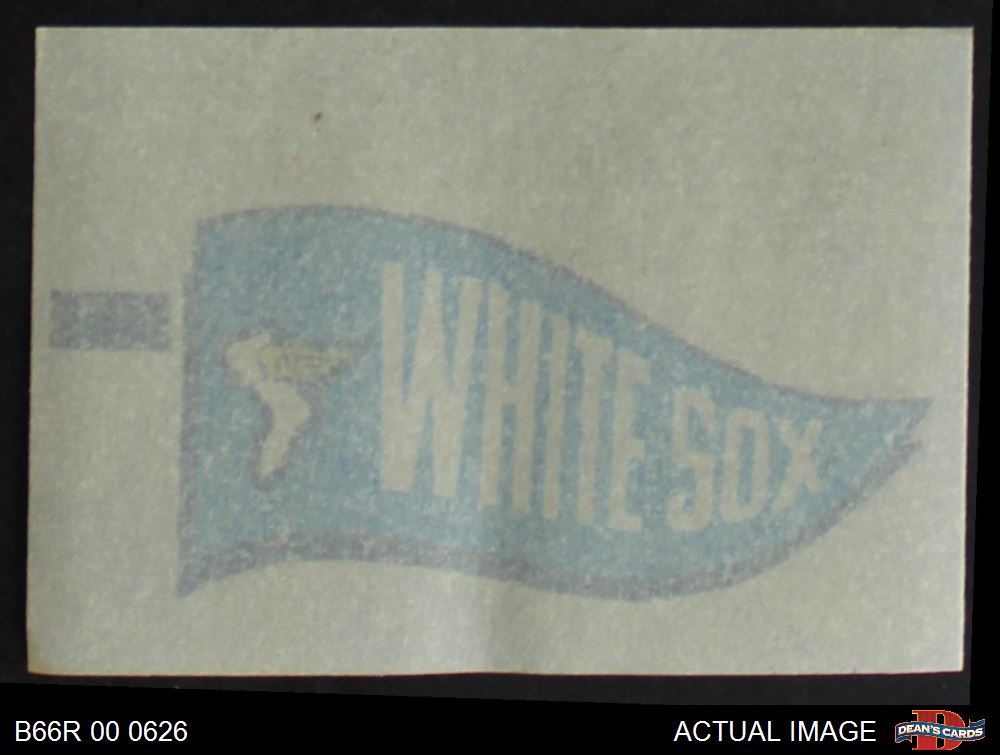 WHITE SOX
B66R 00 0626
ACTUAL IMAGE
DEAN'S CARDS